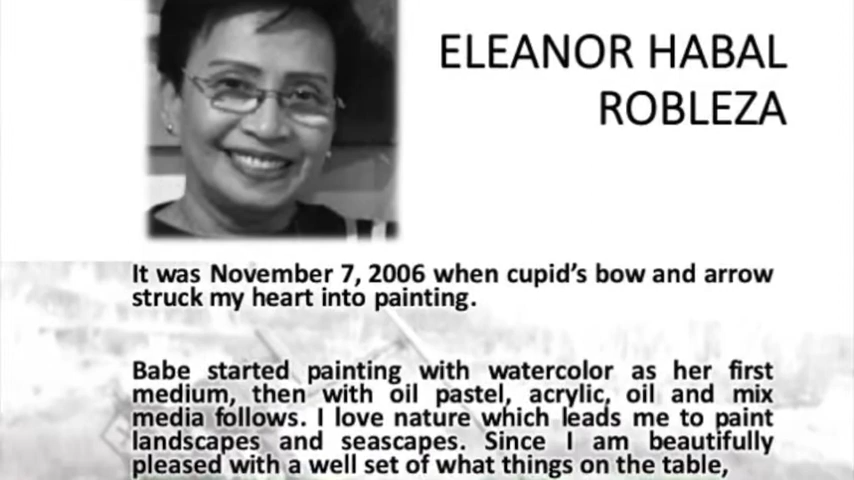 ELEANOR HABAL
ROBLEZA
It was November 7, 2006 when cupid's bow and arrow
struck my heart into painting.
Babe started painting with watercolor as her first
medium, then with oil pastel, acrylic, oil and mix
media follows. I love nature which leads me to paint
landscapes and seascapes. Since I am beautifully
pleased with a well set of what things on the table,